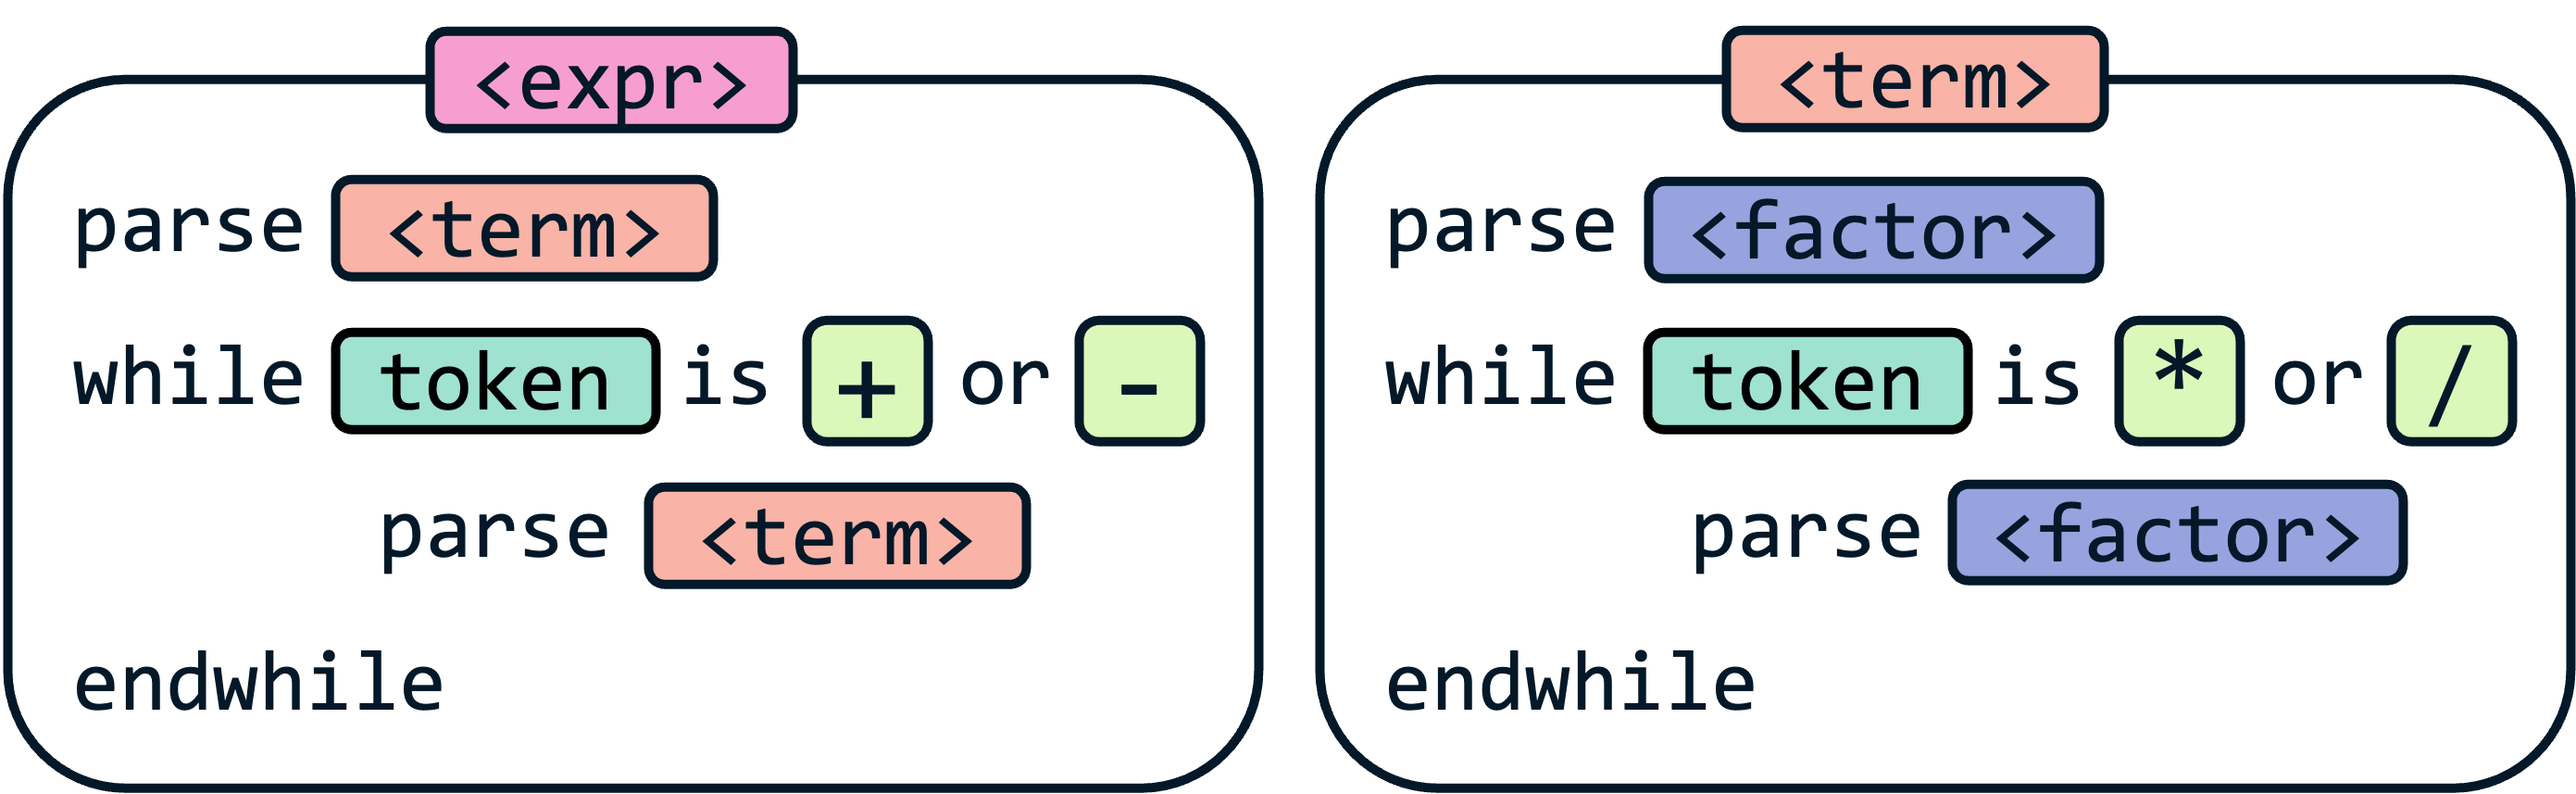 <expr>
parse <term>
while token is + or -
parse <term>
endwhile
<term>
parse <factor>
while token is * or /
parse <factor>
endwhile